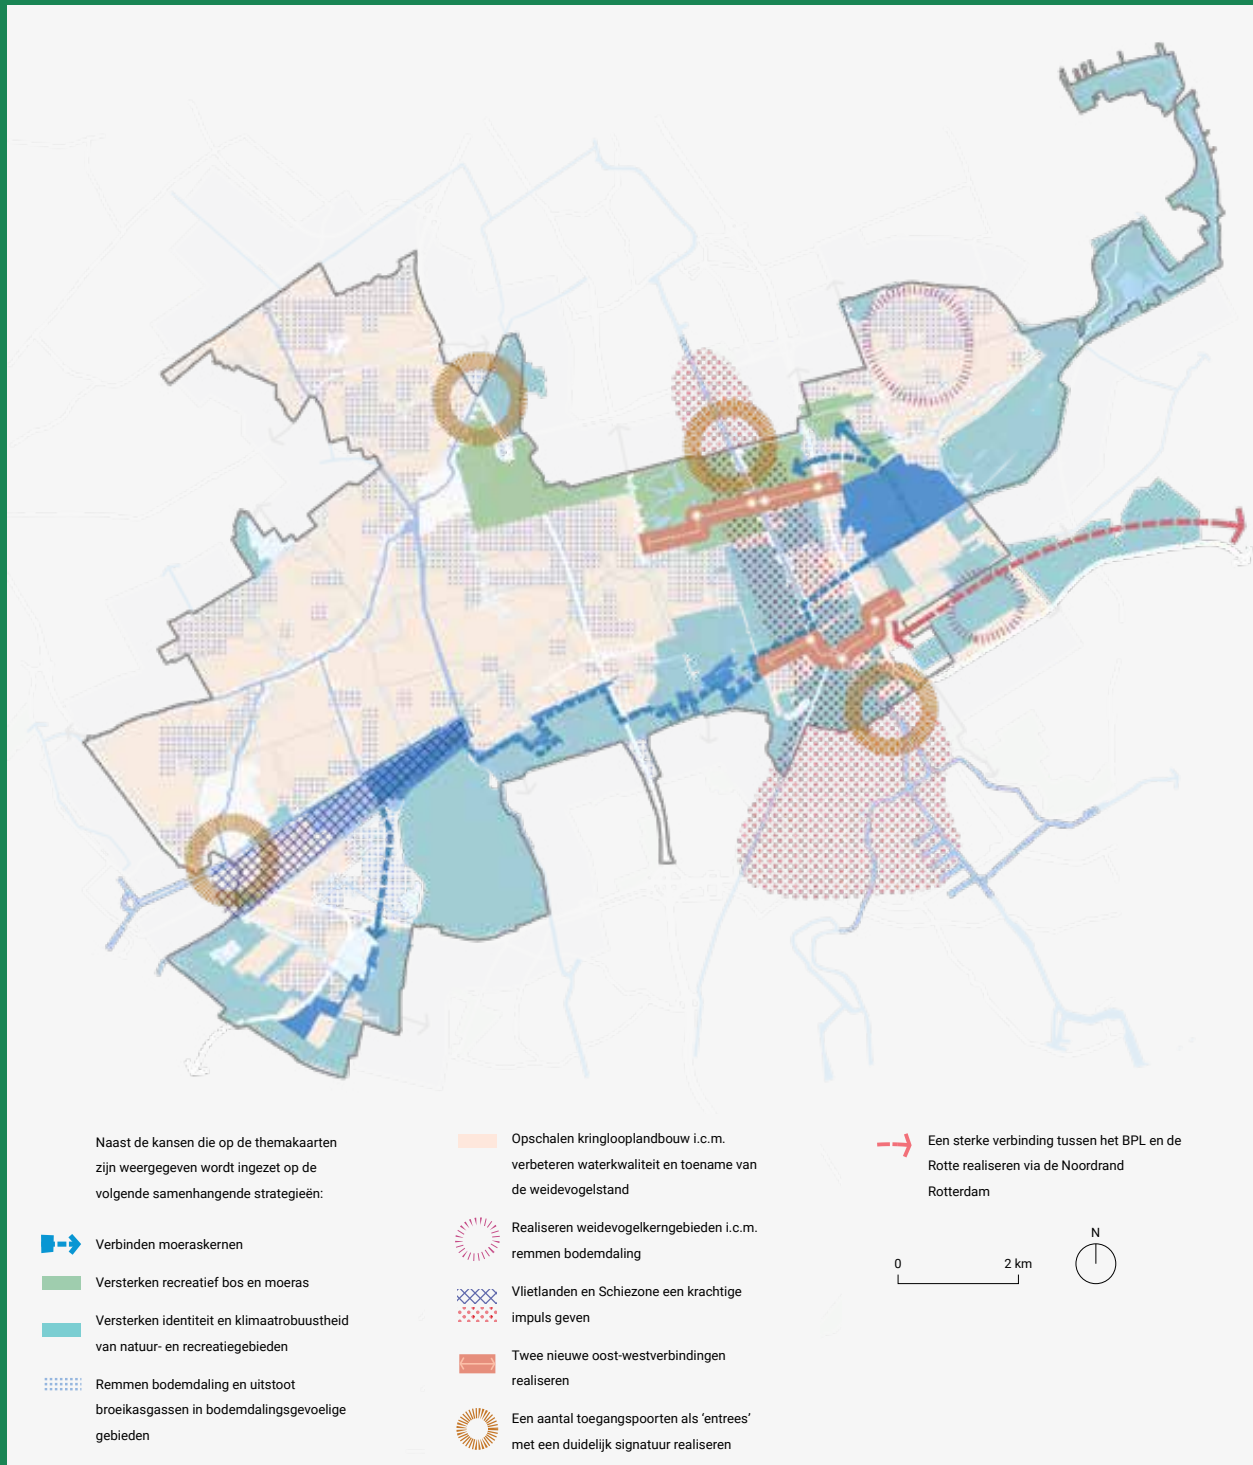 Naast de kansen die op de themakaarten
zijn weergegeven wordt ingezet op de
volgende samenhangende strategieën:
Verbinden moeraskernen
Versterken recreatief bos en moeras
Versterken identiteit en klimaatrobuustheid
van natuur- en recreatiegebieden
Remmen bodemdaling en uitstoot
broeikasgassen in bodemdalingsgevoelige
gebieden
Opschalen kringlooplandbouw i.c.m.
verbeteren waterkwaliteit en toename van
de weidevogelstand
Realiseren weidevogelkerngebieden i.c.m.
remmen bodemdaling
Vlietlanden en Schiezone een krachtige
impuls geven
Twee nieuwe oost-westverbindingen
realiseren
Een aantal toegangspoorten als ‘entrees’
met een duidelijk signatuur realiseren
Een sterke verbinding tussen het BPL en de
Rotte realiseren via de Noordrand
Rotterdam
N
0 2 km